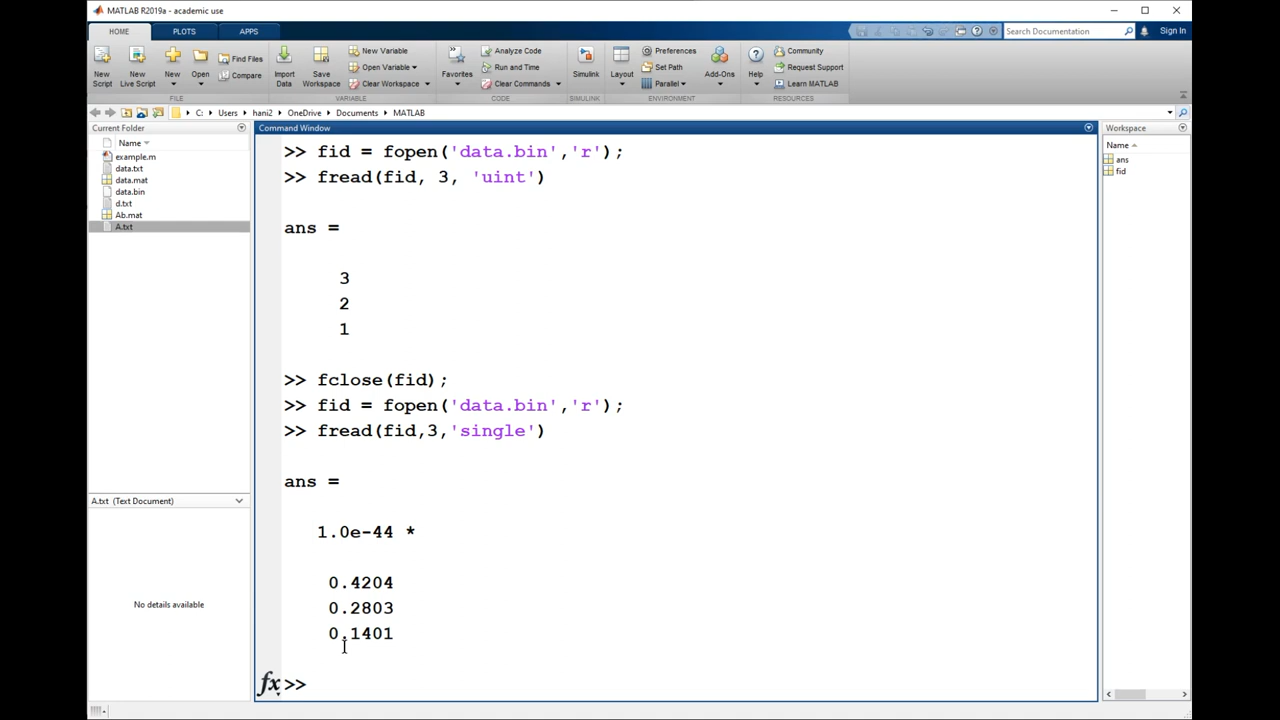 MATLAB R2019a - academic use
HOME PLOTS APPS
Search Documentation Sign In
New Script
New Live Script
New
Open
Find Files
Compare
FILE
Import Data
Save Workspace
New Variable
Open Variable
Clear Workspace
VARIABLE
Favorites
Analyze Code
Run and Time
Clear Commands
CODE
Simulink
SIMULINK
Layout
Preferences
Set Path
Parallel
ENVIRONMENT
Add-Ons
Help
Community
Request Support
Learn MATLAB
RESOURCES
C: Users hani2 OneDrive Documents MATLAB
Current Folder
Name
example.m
data.txt
data.mat
data.bin
d.txt
Ab.mat
A.txt
A.txt (Text Document)
No details available
Command Window
>> fid = fopen('data.bin','r');
>> fread(fid, 3, 'uint')
ans =
3
2
1
>> fclose(fid);
>> fid = fopen('data.bin','r');
>> fread(fid,3,'single')
ans =
1.0e-44 *
0.4204
0.2803
0.1401
fx >>
Workspace
Name
ans
fid